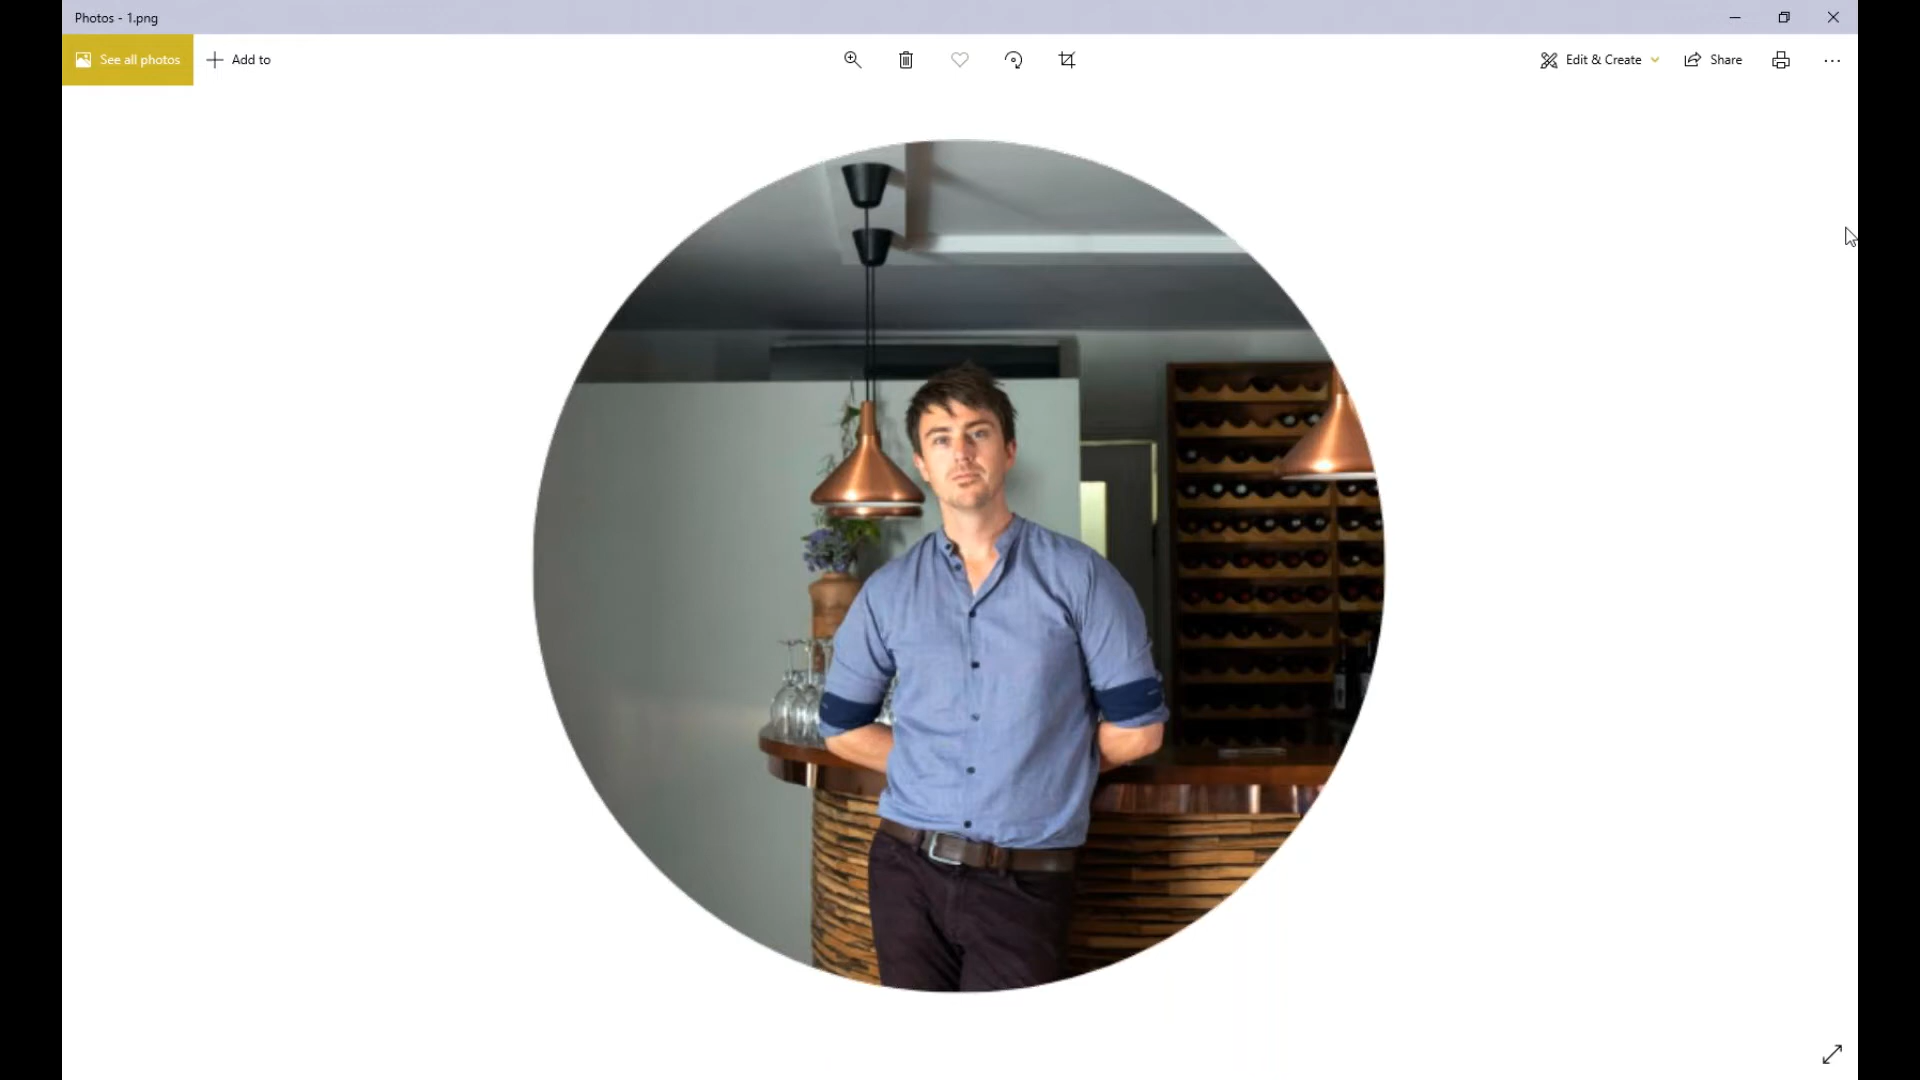 Photos - 1.png
See all photos
Add to
Edit & Create
Share